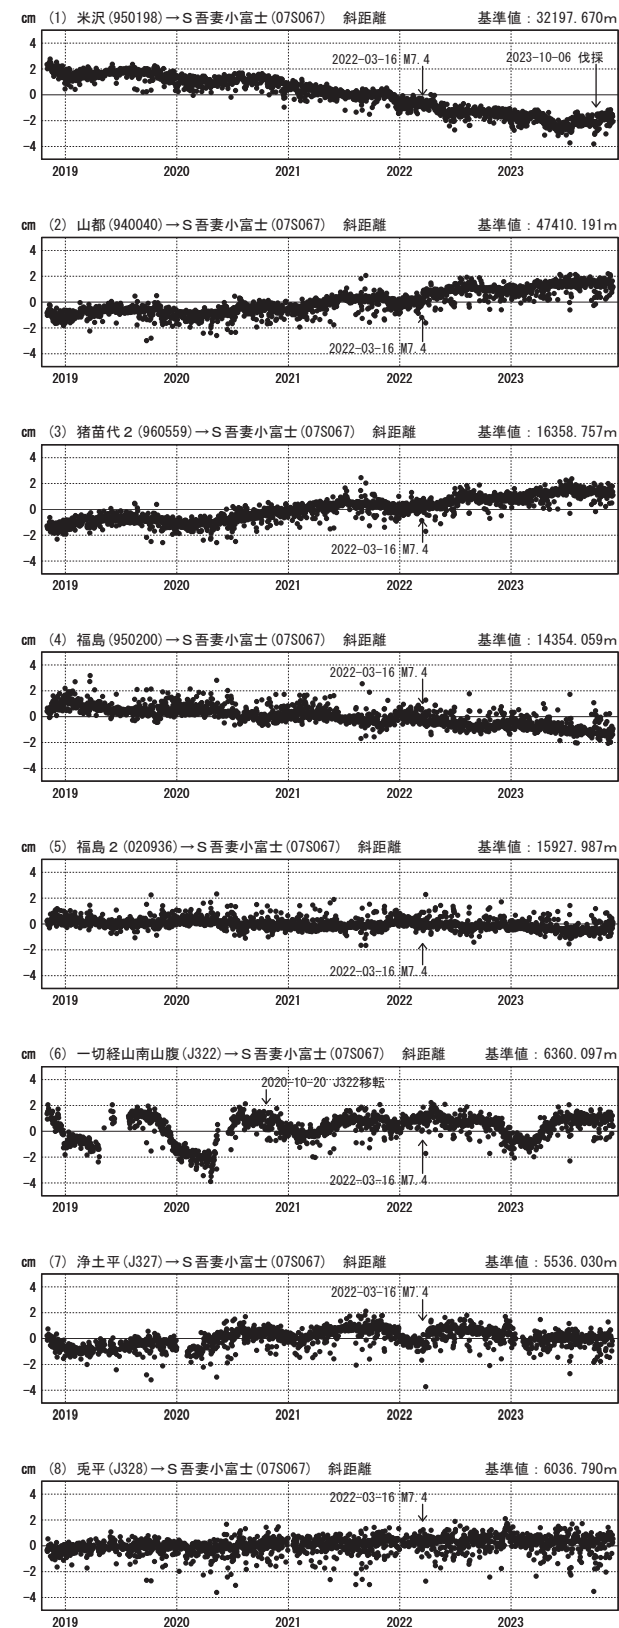 cm (1) 米沢(950198)→S吾妻小富士(07S067) 斜距離 基準値：32197.670m
4
2022-03-16 M7.4
2023-10-06 伐採
2
0
-2
-4
2019 2020 2021 2022 2023
cm (2) 山都(940040)→S吾妻小富士(07S067) 斜距離 基準値：47410.191m
4
2
0
-2
2022-03-16 M7.4
-4
2019 2020 2021 2022 2023
cm (3) 猪苗代２(960559)→S吾妻小富士(07S067) 斜距離 基準値：16358.757m
4
2
0
-2
2022-03-16 M7.4
-4
2019 2020 2021 2022 2023
cm (4) 福島(950200)→S吾妻小富士(07S067) 斜距離 基準値：14354.059m
4
2022-03-16 M7.4
2
0
-2
-4
2019 2020 2021 2022 2023
cm (5) 福島２(020936)→S吾妻小富士(07S067) 斜距離 基準値：15927.987m
4
2
0
-2
2022-03-16 M7.4
-4
2019 2020 2021 2022 2023
cm (6) 一切経山南山腹(J322)→S吾妻小富士(07S067) 斜距離 基準値：6360.097m
4
2020-10-20 J322移転
2
0
-2
2022-03-16 M7.4
-4
2019 2020 2021 2022 2023
cm (7) 浄土平(J327)→S吾妻小富士(07S067) 斜距離 基準値：5536.030m
4
2022-03-16 M7.4
2
0
-2
-4
2019 2020 2021 2022 2023
cm (8) 兎平(J328)→S吾妻小富士(07S067) 斜距離 基準値：6036.790m
4
2022-03-16 M7.4
2
0
-2
-4
2019 2020 2021 2022 2023